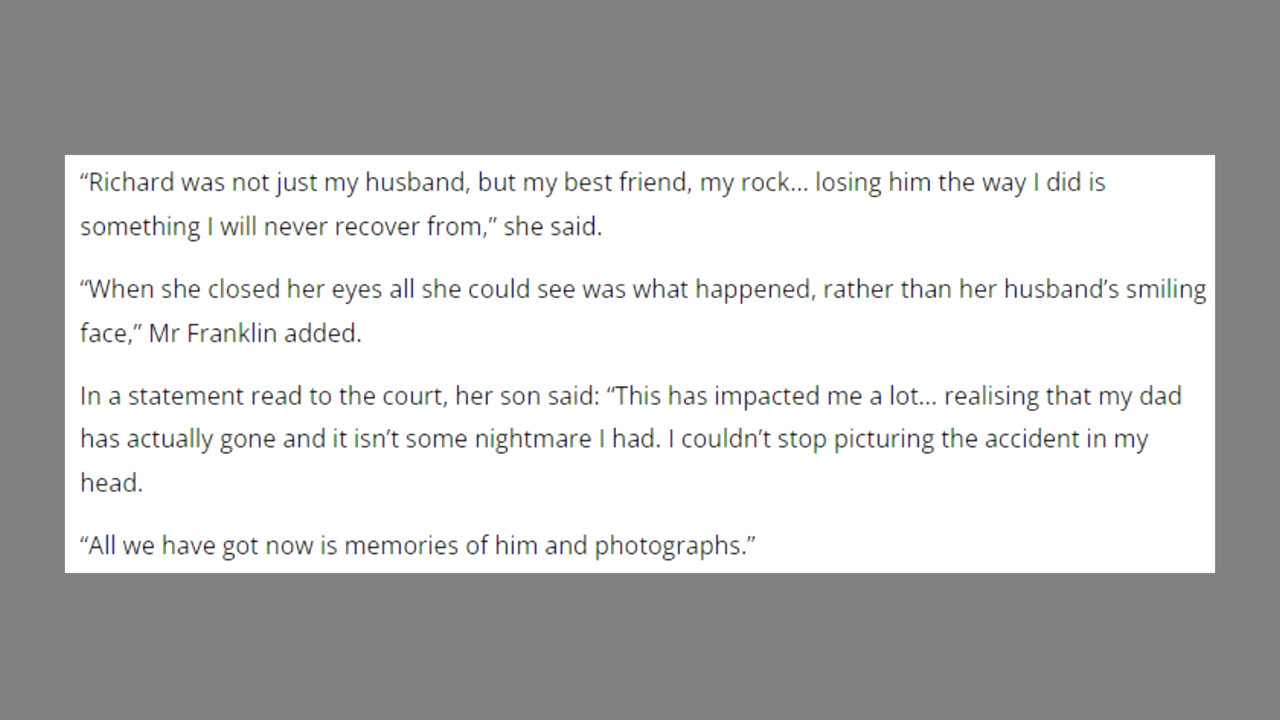 “Richard was not just my husband, but my best friend, my rock... losing him the way I did is
something I will never recover from,” she said.
“When she closed her eyes all she could see was what happened, rather than her husband’s smiling
face,” Mr Franklin added.
In a statement read to the court, her son said: “This has impacted me a lot... realising that my dad
has actually gone and it isn’t some nightmare I had. I couldn’t stop picturing the accident in my
head.
“All we have got now is memories of him and photographs.”